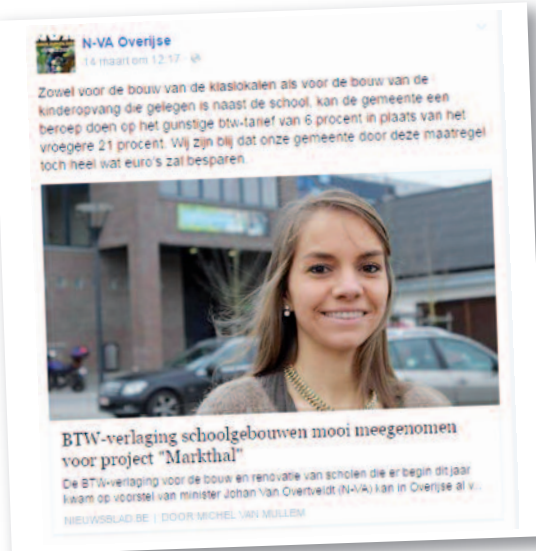 N-VA Overijse
14 maart om 12:17
Zowel voor de bouw van de klaslokalen als voor de bouw van de
kinderopvang die gelegen is naast de school, kan de gemeente een
beroep doen op het gunstige btw-tarief van 6 procent in plaats van het
vroegere 21 procent. Wij zijn blij dat onze gemeente door deze maatregel
toch heel wat euro's zal besparen.
BTW-verlaging schoolgebouwen mooi meegenomen
voor project "Markthal"
De BTW-verlaging voor de bouw en renovatie van scholen die er begin dit jaar
kwam op voorstel van minister Johan Van Overtveldt (N-VA) kan in Overijse al v...
NIEUWSBLAD.BE | DOOR MICHEL VAN MULLEM